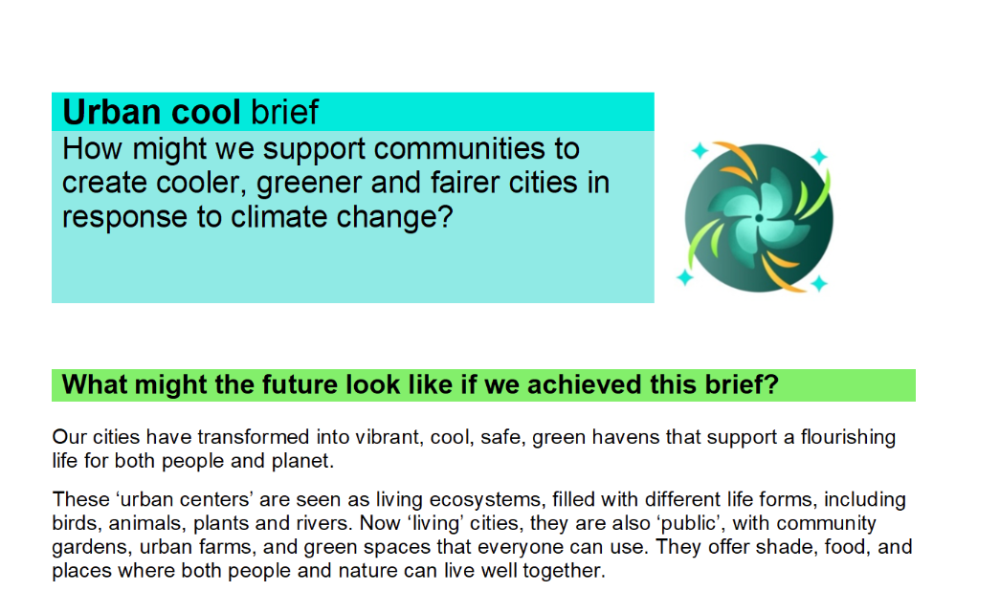 Urban cool brief
How might we support communities to
create cooler, greener and fairer cities in
response to climate change?
What might the future look like if we achieved this brief?
Our cities have transformed into vibrant, cool, safe, green havens that support a flourishing
life for both people and planet.
These ‘urban centers’ are seen as living ecosystems, filled with different life forms, including
birds, animals, plants and rivers. Now ‘living’ cities, they are also ‘public’, with community
gardens, urban farms, and green spaces that everyone can use. They offer shade, food, and
places where both people and nature can live well together.